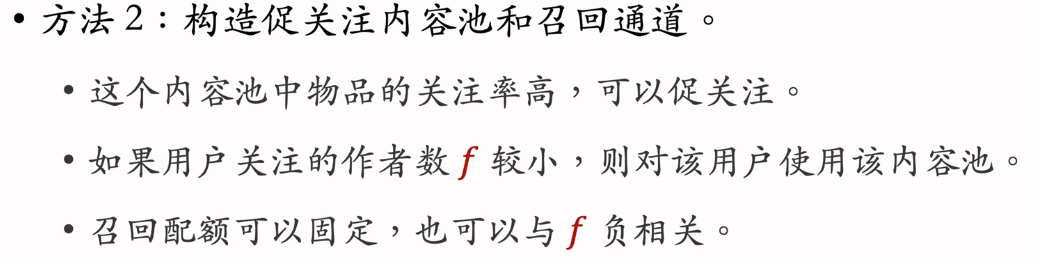 • 方法 2：构造促关注内容池和召回通道。
• 这个内容池中物品的关注率高，可以促关注。
• 如果用户关注的作者数 f 较小，则对该用户使用该内容池。
• 召回配额可以固定，也可以与 f 负相关。